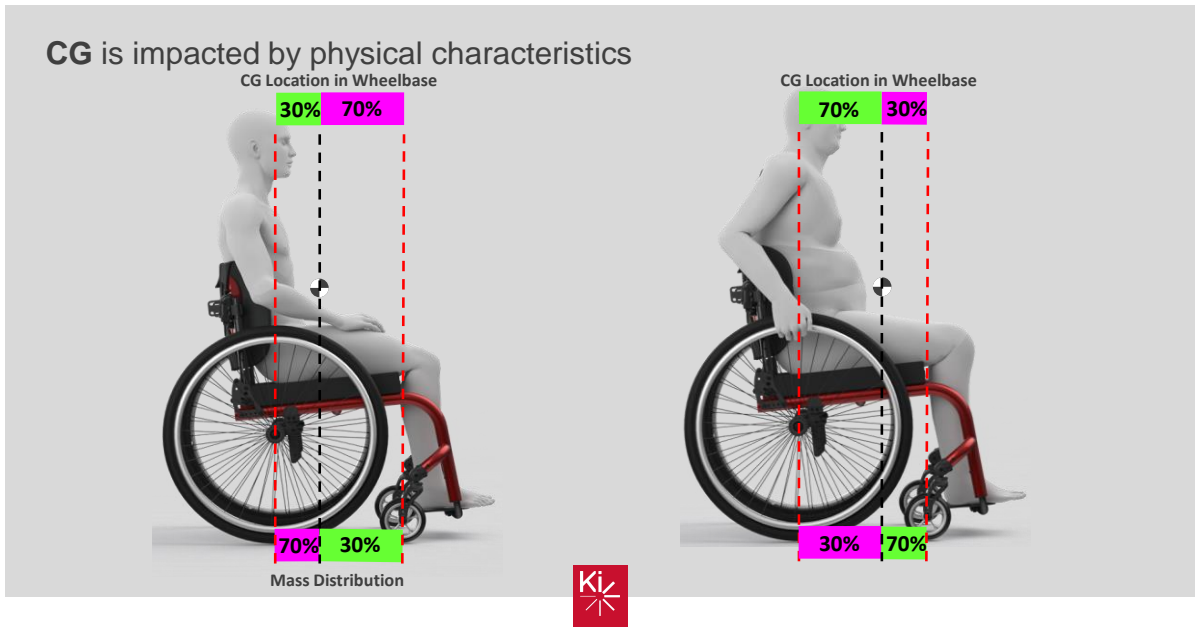 CG is impacted by physical characteristics
CG Location in Wheelbase
30% 70%
70% 30%
Mass Distribution
CG Location in Wheelbase
70% 30%
30% 70%
Ki